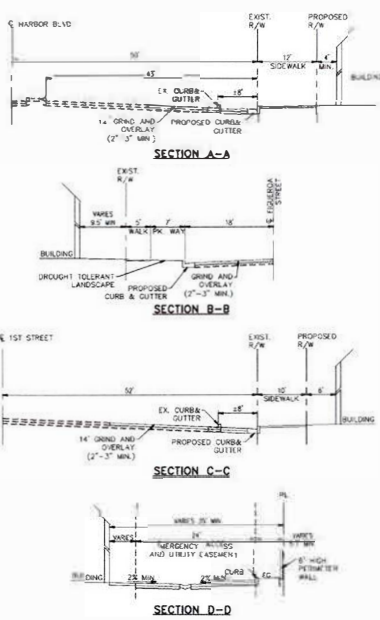 ℄ HARBOR BLVD
EXIST.
R/W
PROPOSED
R/W
50'
12'
SIDEWALK
4'
MIN.
43'
EX. CURB&
GUTTER
±8'
BUILDING
14' GRIND AND
OVERLAY
(2"-3" MIN.)
PROPOSED CURB&
GUTTER
SECTION A-A
EXIST.
R/W
℄ FIGUEROA
STREET
VARIES
9.5' MIN.
5'
WALK
7'
PK. WAY
18'
BUILDING
DROUGHT TOLERANT
LANDSCAPE
PROPOSED
CURB & GUTTER
GRIND AND
OVERLAY
(2"-3" MIN.)
SECTION B-B
℄ 1ST STREET
EXIST.
R/W
PROPOSED
R/W
52'
10'
SIDEWALK
6'
EX. CURB&
GUTTER
±8'
BUILDING
14' GRIND AND
OVERLAY
(2"-3" MIN.)
PROPOSED CURB&
GUTTER
SECTION C-C
PL
VARIES 35' MIN
VARIES
24'
VARIES
EMERGENCY ACCESS
AND UTILITY EASEMENT
BUILDING
2% MIN
2% MIN
CURB
FG
6' HIGH
PERIMETER
WALL
SECTION D-D